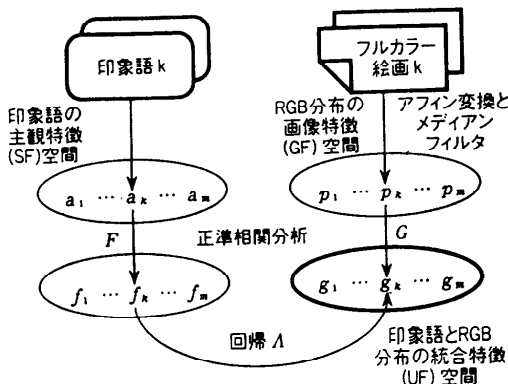 印象語 k
フルカラー
絵画 k
印象語の
主観特徴
(SF)空間
RGB分布の
画像特徴
(GF)空間
アフィン変換と
メディアン
フィルタ
a₁ … aₖ … aₘ
p₁ … pₖ … pₘ
F
正準相関分析
G
f₁ … fₖ … fₘ
g₁ … gₖ … gₘ
回帰 Λ
印象語とRGB
分布の統合特徴
(UF) 空間